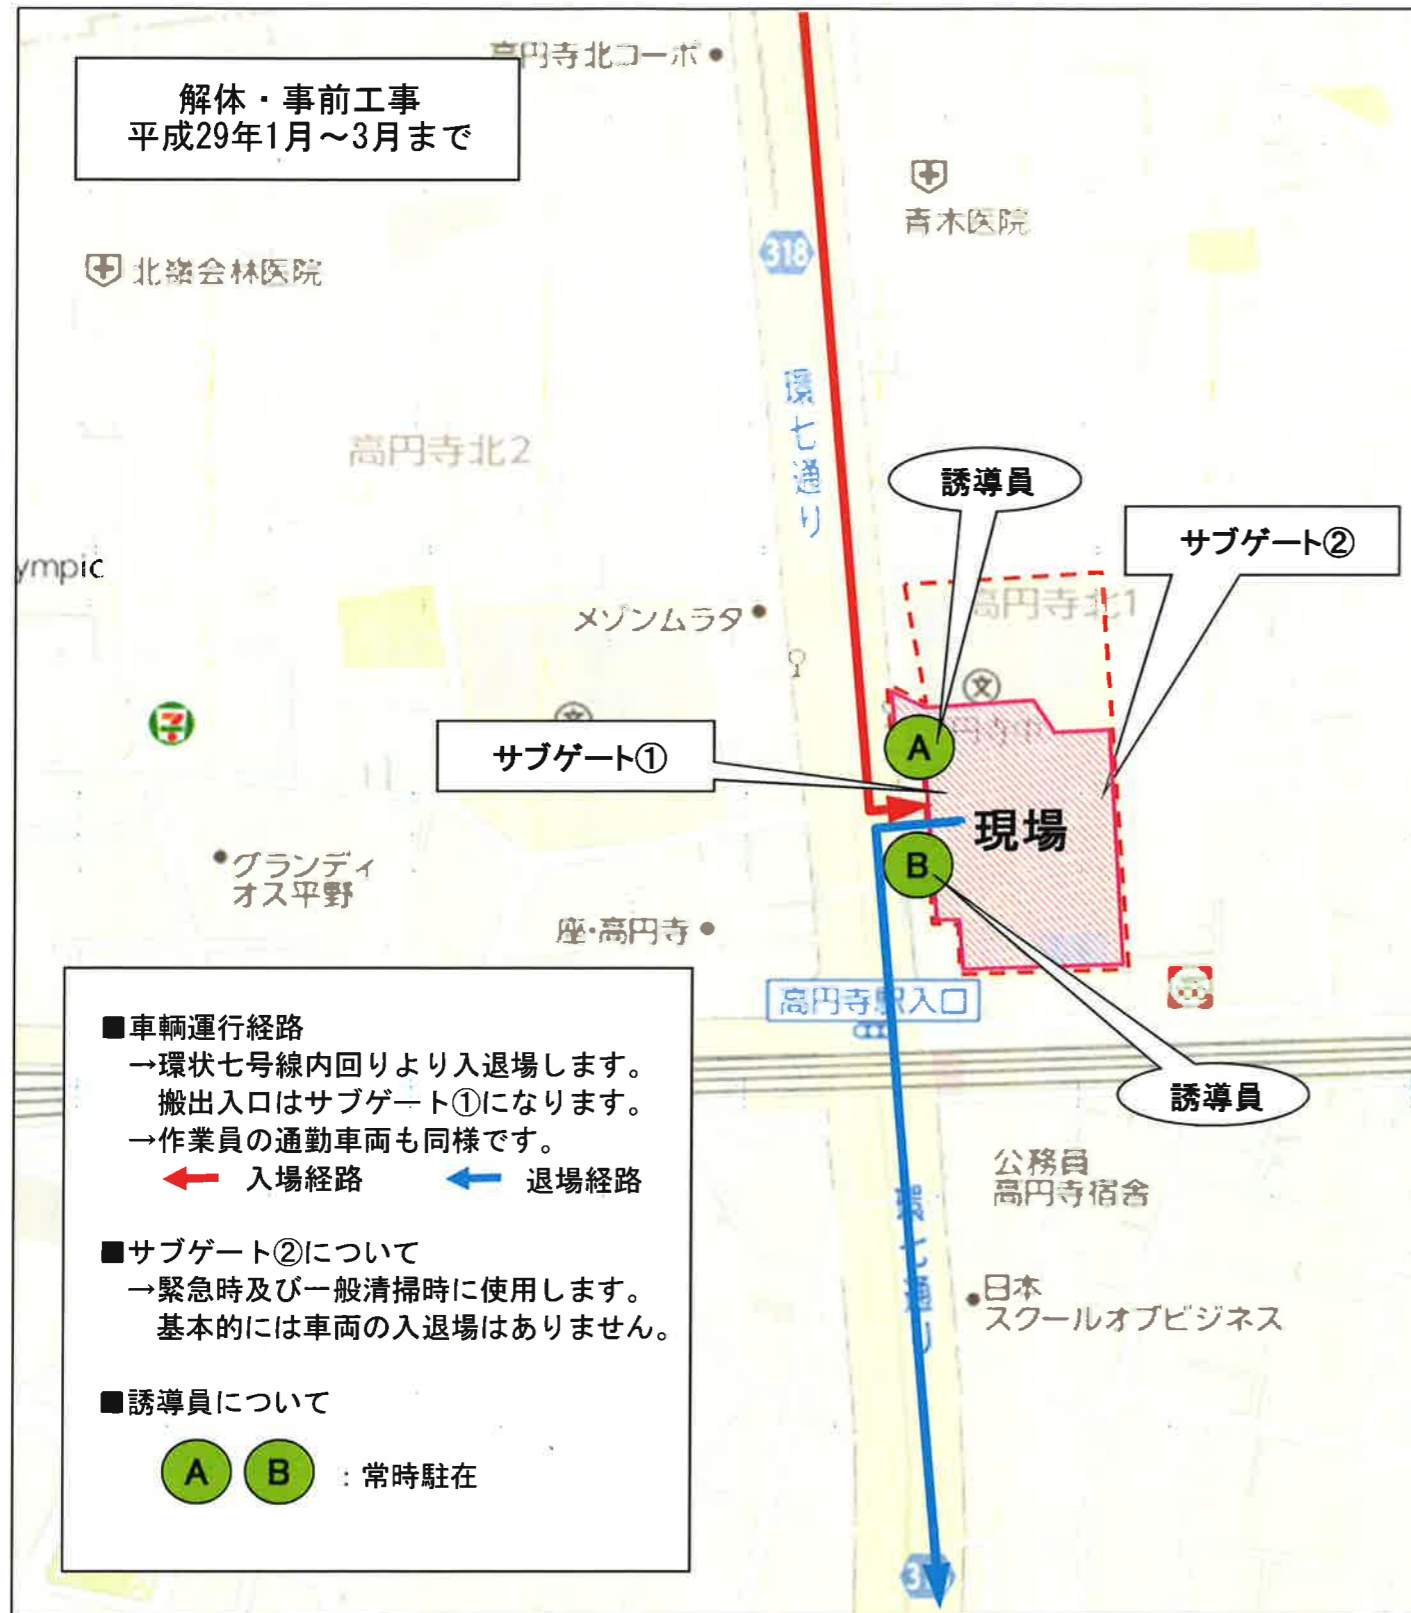 高円寺北コーポ
解体・事前工事
平成29年1月～3月まで
青木医院
318
環七通り
高円寺北2
誘導員
サブゲート②
ympic
高円寺北1
メゾンムラタ
文
A
サブゲート①
現場
B
グランディ
オス平野
座・高円寺
高円寺駅入口
誘導員
■車輌運行経路
→環状七号線内回りより入退場します。
搬出入口はサブゲート①になります。
→作業員の通勤車両も同様です。
入場経路
退場経路
公務員
高円寺宿舎
■サブゲート②について
→緊急時及び一般清掃時に使用します。
基本的には車両の入退場はありません。
日本
スクールオブビジネス
■誘導員について
A B ：常時駐在